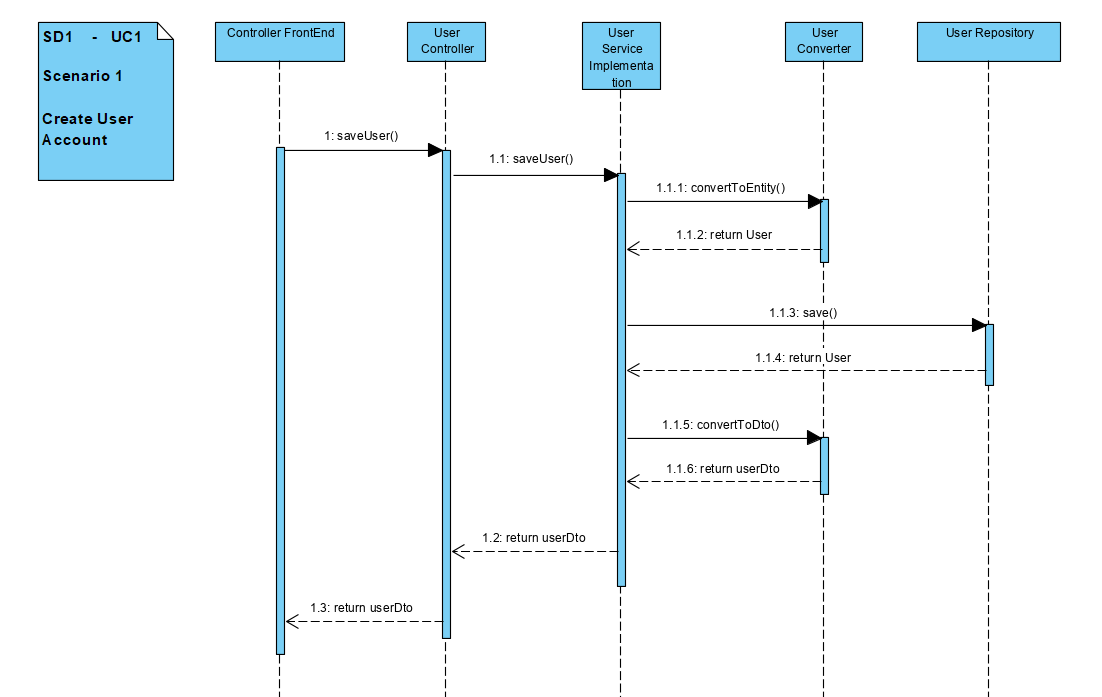 SD1 - UC1
Scenario 1
Create User
Account
Controller FrontEnd
User
Controller
User
Service
Implementa
tion
User
Converter
User Repository
1: saveUser()
1.1: saveUser()
1.1.1: convertToEntity()
1.1.2: return User
1.1.3: save()
1.1.4: return User
1.1.5: convertToDto()
1.1.6: return userDto
1.2: return userDto
1.3: return userDto